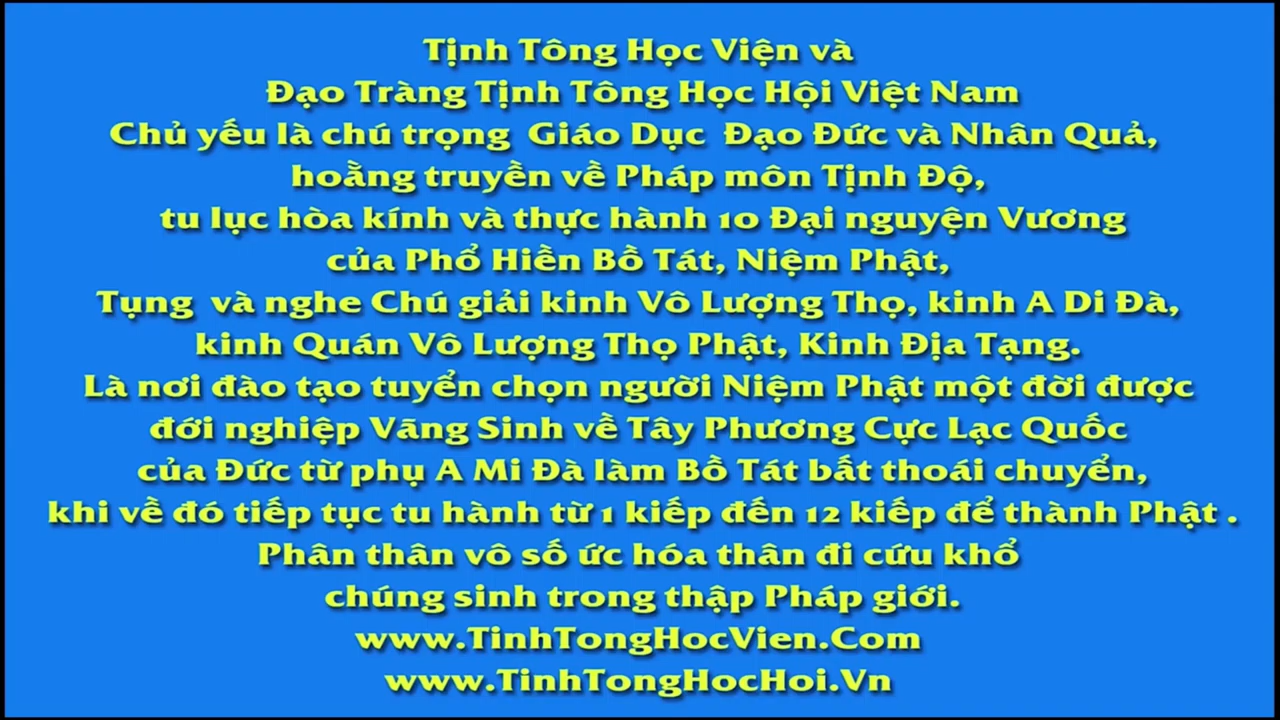 Tịnh Tông Học Viện và
Đạo Tràng Tịnh Tông Học Hội Việt Nam
Chủ yếu là chú trọng Giáo Dục Đạo Đức và Nhân Quả,
hoằng truyền về Pháp môn Tịnh Độ,
tu lục hòa kính và thực hành 10 Đại nguyện Vương
của Phổ Hiền Bồ Tát, Niệm Phật,
Tụng và nghe Chú giải kinh Vô Lượng Thọ, kinh A Di Đà,
kinh Quán Vô Lượng Thọ Phật, Kinh Địa Tạng.
Là nơi đào tạo tuyển chọn người Niệm Phật một đời được
đới nghiệp Vãng Sinh về Tây Phương Cực Lạc Quốc
của Đức từ phụ A Mi Đà làm Bồ Tát bất thoái chuyển,
khi về đó tiếp tục tu hành từ 1 kiếp đến 12 kiếp để thành Phật .
Phân thân vô số ức hóa thân đi cứu khổ
chúng sinh trong thập Pháp giới.
www.TinhTongHocVien.Com
www.TinhTongHocHoi.Vn